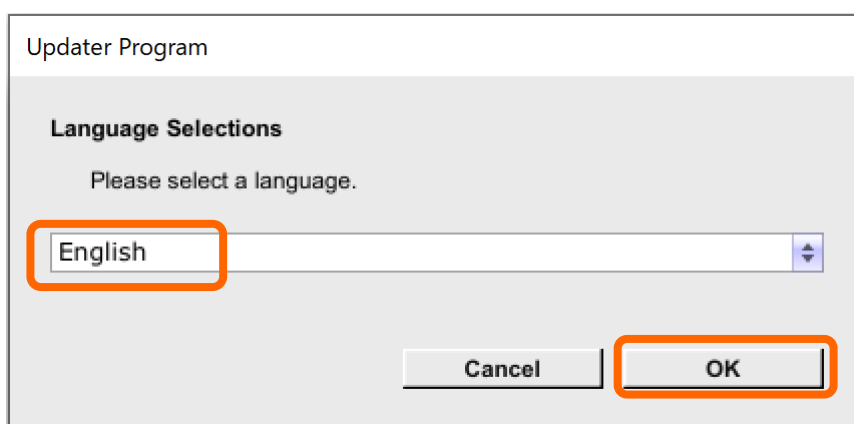 Updater Program
Language Selections
Please select a language.
English
Cancel OK